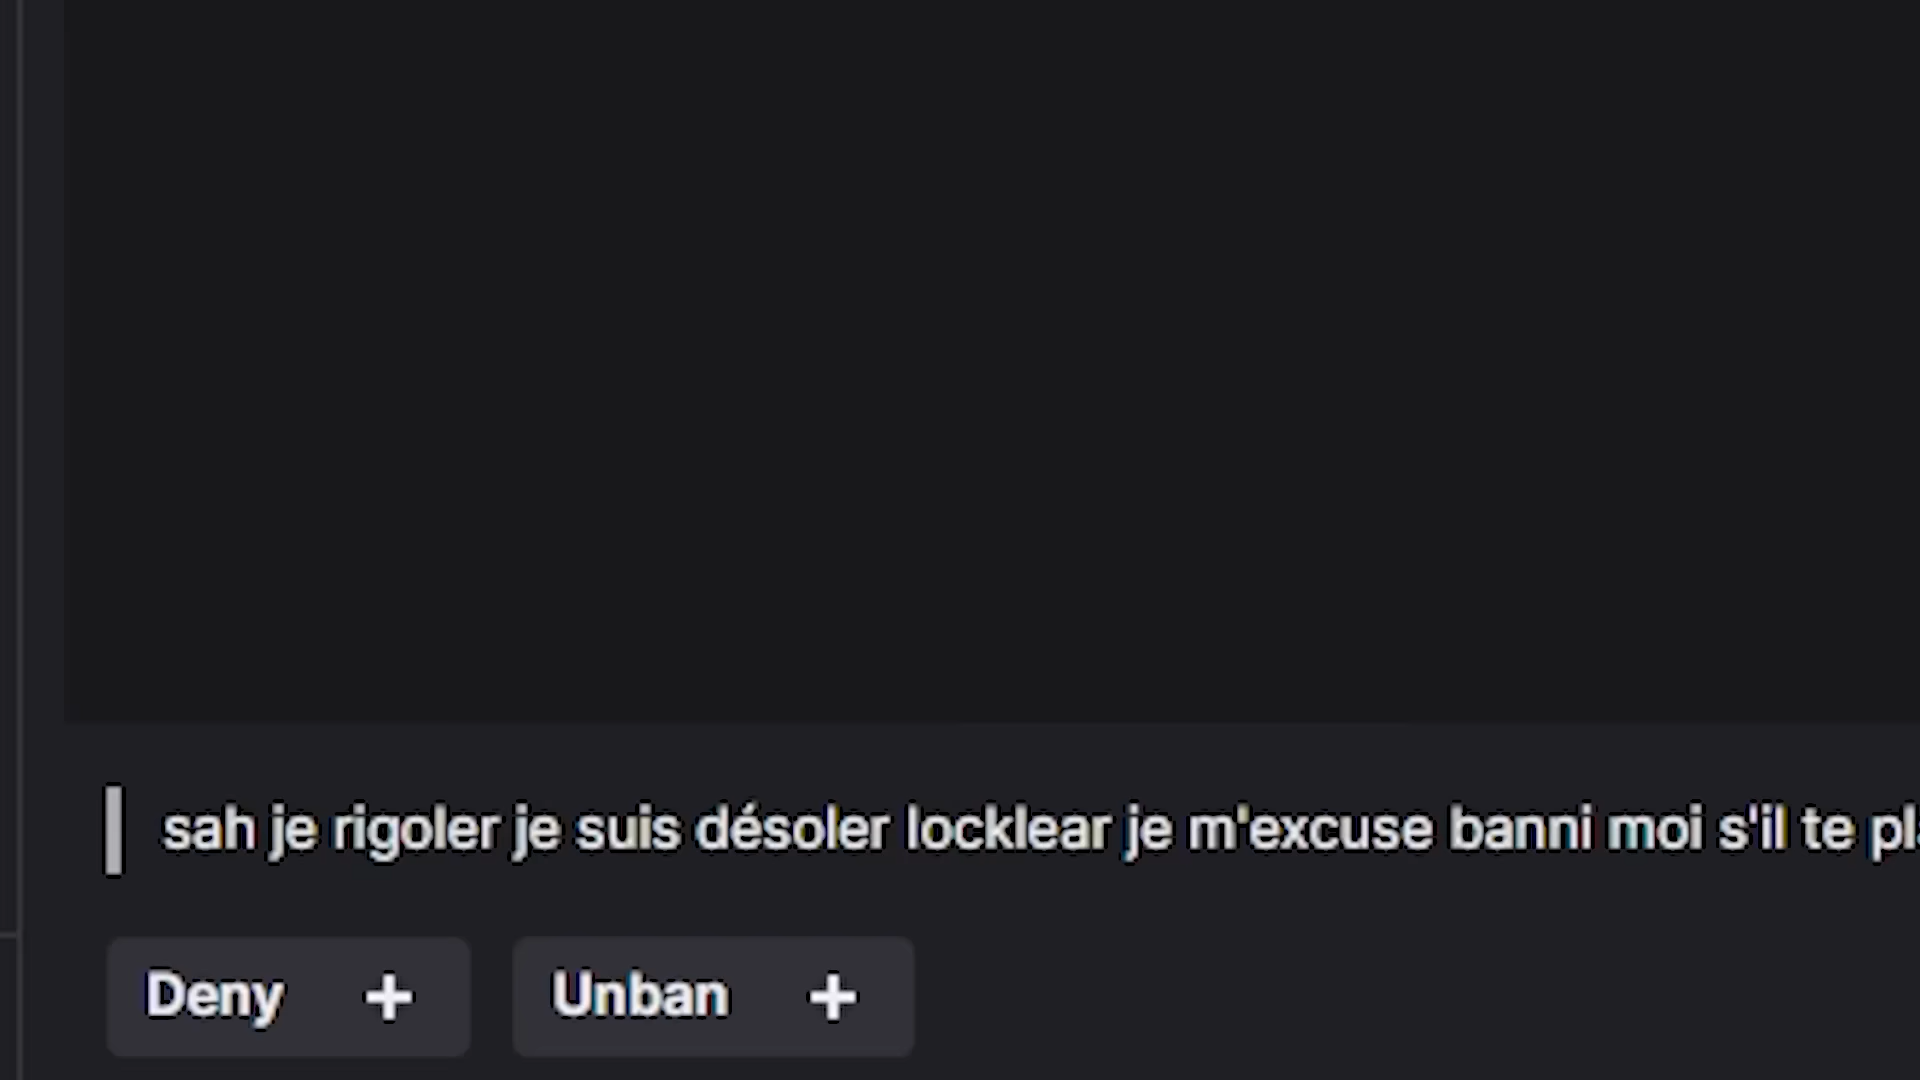 sah je rigoler je suis désoler locklear je m'excuse banni moi s'il te
Deny +
Unban +